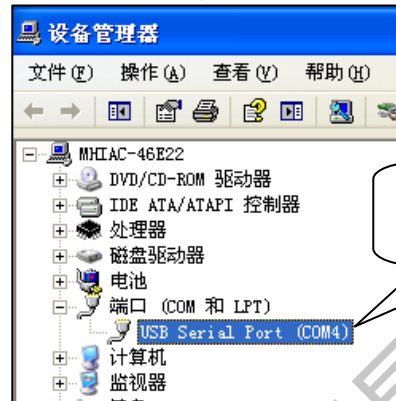 设备管理器
文件(F) 操作(A) 查看(V) 帮助(H)
MHIAC-46E22
DVD/CD-ROM 驱动器
IDE ATA/ATAPI 控制器
处理器
磁盘驱动器
电池
端口 (COM 和 LPT)
USB Serial Port (COM4)
计算机
监视器